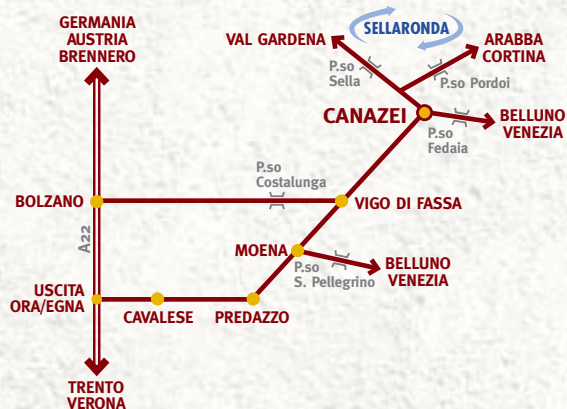 GERMANIA
AUSTRIA
BRENNERO
VAL GARDENA
SELLARONDA
ARABBA
CORTINA
P.so
Sella
P.so Pordoi
CANAZEI
BELLUNO
VENEZIA
P.so
Fedaia
P.so
Costalunga
BOLZANO
VIGO DI FASSA
A22
MOENA
P.so
S. Pellegrino
BELLUNO
VENEZIA
USCITA
ORA/EGNA
CAVALESE
PREDAZZO
TRENTO
VERONA